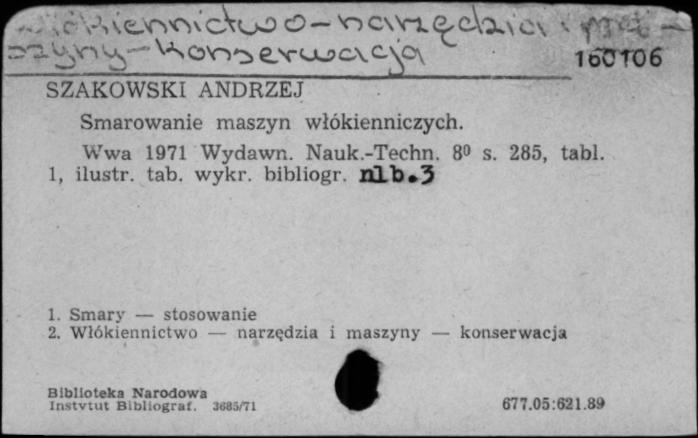 Włókiennictwo - narzędzia i ma-
szyny - konserwacja
160106
SZAKOWSKI ANDRZEJ
Smarowanie maszyn włókienniczych.
Wwa 1971 Wydawn. Nauk.-Techn. 8⁰ s. 285, tabl.
1, ilustr. tab. wykr. bibliogr. nlb.3
1. Smary — stosowanie
2. Włókiennictwo — narzędzia i maszyny — konserwacja
Biblioteka Narodowa
Instytut Bibliograf. 3685/71
677.05:621.89